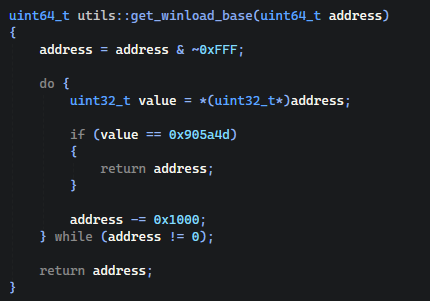 uint64_t utils::get_winload_base(uint64_t address)
{
    address = address & ~0xFFF;

    do {
        uint32_t value = *(uint32_t*)address;

        if (value == 0x905a4d)
        {
            return address;
        }

        address -= 0x1000;
    } while (address != 0);

    return address;
}